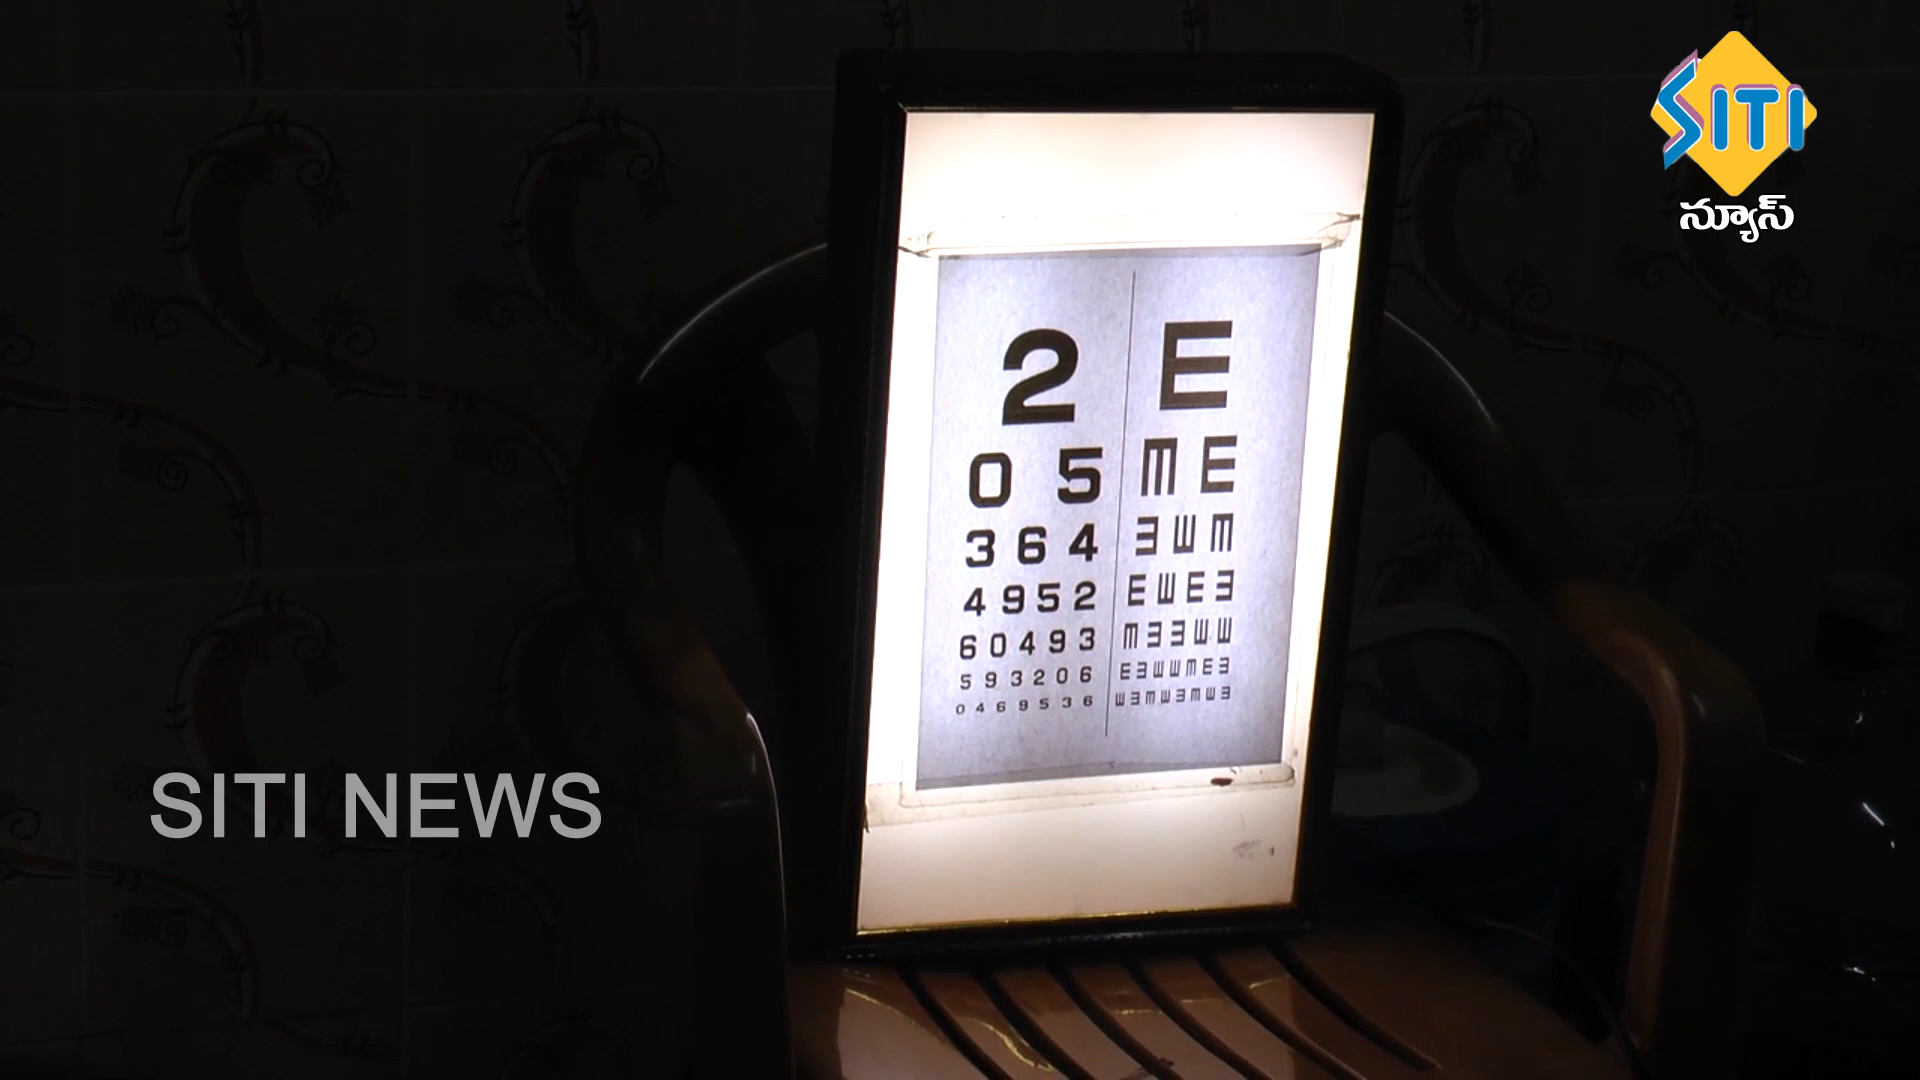 SITI
న్యూస్
2 E
0 5 m E
3 6 4 Ǝ Ш m
4 9 5 2 E Ш E Ǝ
6 0 4 9 3 m Ǝ Ǝ Ш Ш
5 9 3 2 0 6 E Ǝ Ш Ш m E Ǝ
0 4 6 9 5 3 6 Ш Ǝ m Ш Ǝ m Ш Ǝ
SITI NEWS